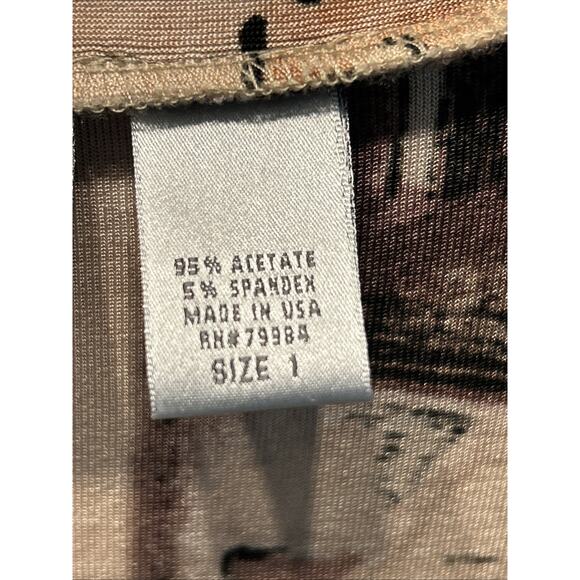 95% ACETATE
5% SPANDEX
MADE IN USA
RN#79984
SIZE 1